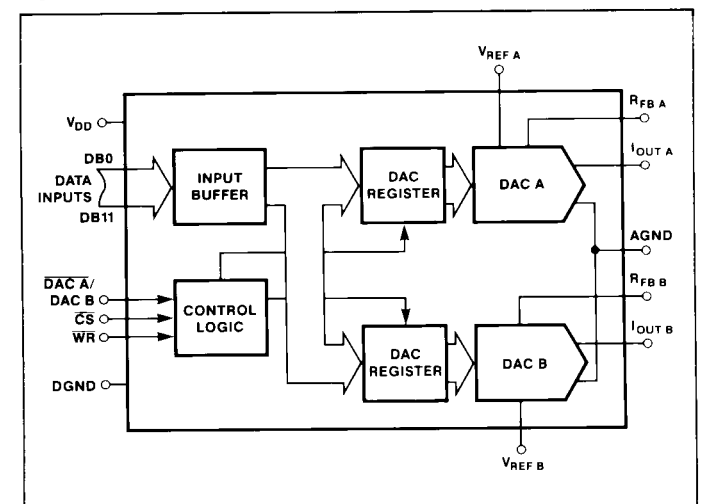 VREF A
RFB A
VDD
IOUT A
DB0
DATA
INPUTS
DB11
INPUT
BUFFER
DAC
REGISTER
DAC A
AGND
DAC A/
DAC B
CS
WR
CONTROL
LOGIC
RFB B
IOUT B
DAC
REGISTER
DAC B
DGND
VREF B